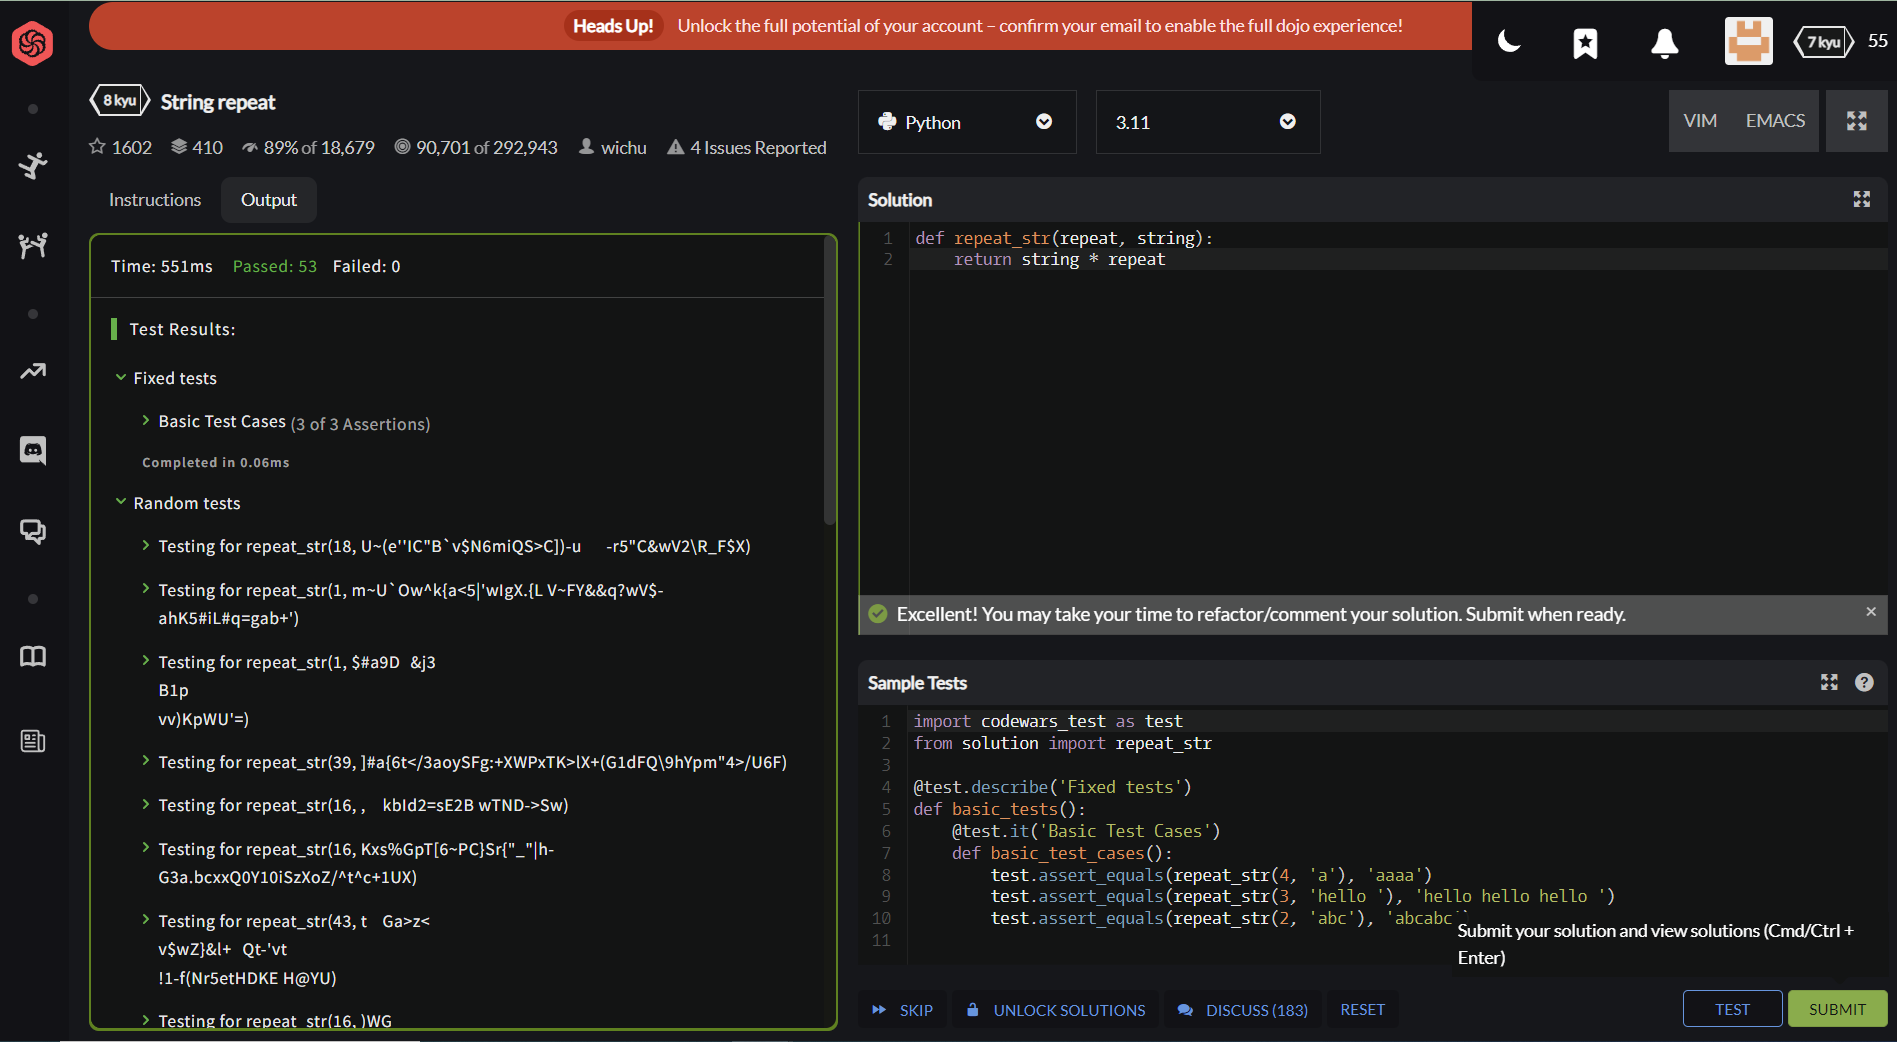 Heads Up! Unlock the full potential of your account – confirm your email to enable the full dojo experience!
7 kyu 55
8 kyu String repeat
1602 410 89% of 18,679 90,701 of 292,943 wichu 4 Issues Reported
Python 3.11 VIM EMACS
Instructions Output
Time: 551ms Passed: 53 Failed: 0
Test Results:
Fixed tests
Basic Test Cases (3 of 3 Assertions)
Completed in 0.06ms
Random tests
Testing for repeat_str(18, U~(e''IC"B`v$N6miQS>C])-u -r5"C&wV2\R_F$X)
Testing for repeat_str(1, m~U`Ow^k{a<5|'wIgX.{L V~FY&&q?wV$-
ahK5#iL#q=gab+')
Testing for repeat_str(1, $#a9D &j3
B1p
vv)KpWU'=)
Testing for repeat_str(39, ]#a{6t</3aoySFg:+XWPxTK>lX+(G1dFQ\9hYpm"4>/U6F)
Testing for repeat_str(16, , kbId2=sE2B wTND->Sw)
Testing for repeat_str(16, Kxs%GpT[6~PC}Sr{"_"|h-
G3a.bcxxQ0Y10iSzXoZ/^t^c+1UX)
Testing for repeat_str(43, t Ga>z<
v$wZ}&l+ Qt-'vt
!1-f(Nr5etHDKE H@YU)
Testing for repeat_str(16, )WG
Solution
1 def repeat_str(repeat, string):
2 return string * repeat
Excellent! You may take your time to refactor/comment your solution. Submit when ready.
Sample Tests
1 import codewars_test as test
2 from solution import repeat_str
3
4 @test.describe('Fixed tests')
5 def basic_tests():
6 @test.it('Basic Test Cases')
7 def basic_test_cases():
8 test.assert_equals(repeat_str(4, 'a'), 'aaaa')
9 test.assert_equals(repeat_str(3, 'hello '), 'hello hello hello ')
10 test.assert_equals(repeat_str(2, 'abc'), 'abcabc')
11
Submit your solution and view solutions (Cmd/Ctrl +
Enter)
SKIP UNLOCK SOLUTIONS DISCUSS (183) RESET TEST SUBMIT